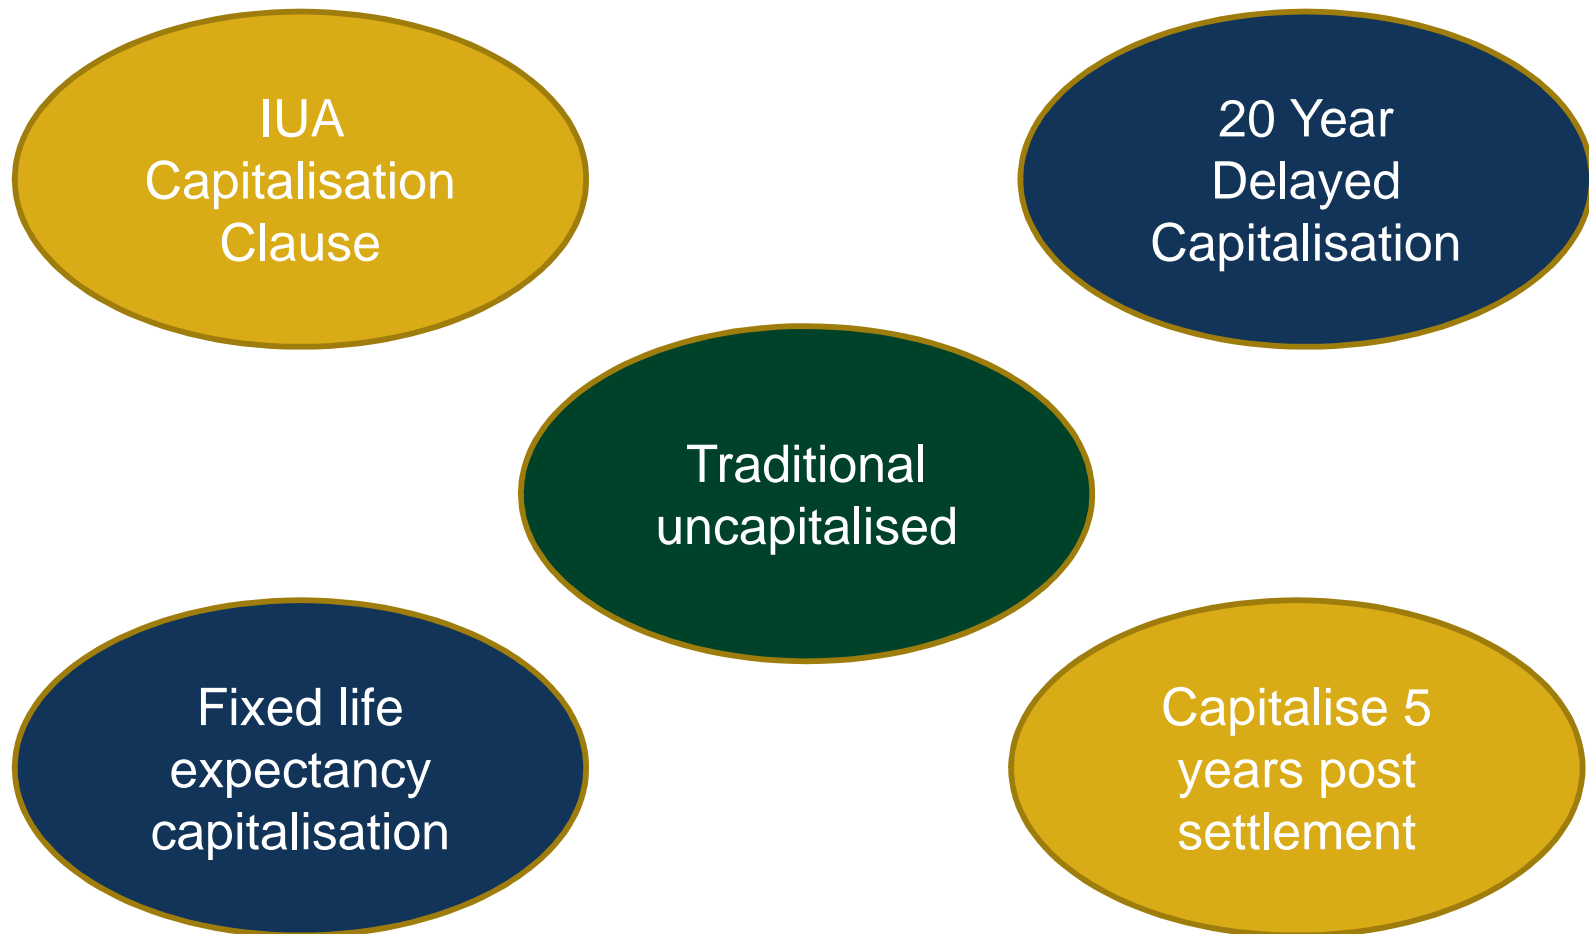 IUA
Capitalisation
Clause
20 Year
Delayed
Capitalisation
Traditional
uncapitalised
Fixed life
expectancy
capitalisation
Capitalise 5
years post
settlement